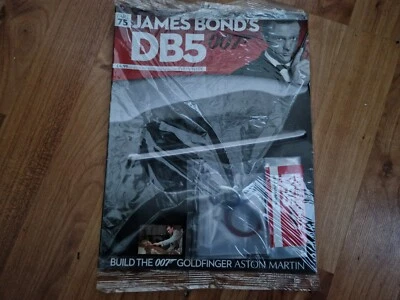 75
JAMES BOND'S
DB5 007
BUILD THE 007 GOLDFINGER ASTON MARTIN